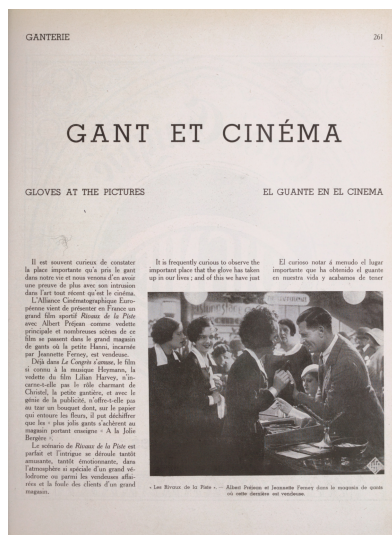 GANTERIE
261
GANT ET CINÉMA
GLOVES AT THE PICTURES
EL GUANTE EN EL CINEMA
Il est souvent curieux de constater
la place importante qu'a pris le gant
dans notre vie et nous venons d'en avoir
une preuve de plus avec son intrusion
dans l'art tout récent qu'est le cinéma.
L'Alliance Cinématographique Euro-
péenne vient de présenter en France un
grand film sportif Rivaux de la Piste
avec Albert Préjean comme vedette
principale et nombreuses scènes de ce
film se passent dans le grand magasin
de gants où la petite Hanni, incarnée
par Jeannette Ferney, est vendeuse.
Déjà dans Le Congrès s'amuse, le film
si connu à la musique Heymann, la
vedette du film Lilian Harvey, n'in-
carne-t-elle pas le rôle charmant de
Christel, la petite gantière, et avec le
génie de la publicité, n'offre-t-elle pas
au tzar un bouquet dont, sur le papier
qui entoure les fleurs, il put déchiffrer
que les « plus jolis gants s'achètent au
magasin portant enseigne « A la Jolie
Bergère ».
Le scénario de Rivaux de la Piste est
parfait et l'intrigue se déroule tantôt
amusante, tantôt émotionnante, dans
l'atmosphère si spéciale d'un grand vé-
lodrome ou parmi les vendeuses affai-
rées et la foule des clients d'un grand
magasin.
It is frequently curious to observe the
important place that the glove has taken
up in our lives ; and of this we have just
El curioso notar á menudo el lugar
importante que ha obtenido el guante
en nuestra vida y acabamos de tener
« Les Rivaux de la Piste ». — Albert Préjean et Jeannette Ferney dans le magasin de gants
où cette dernière est vendeuse.